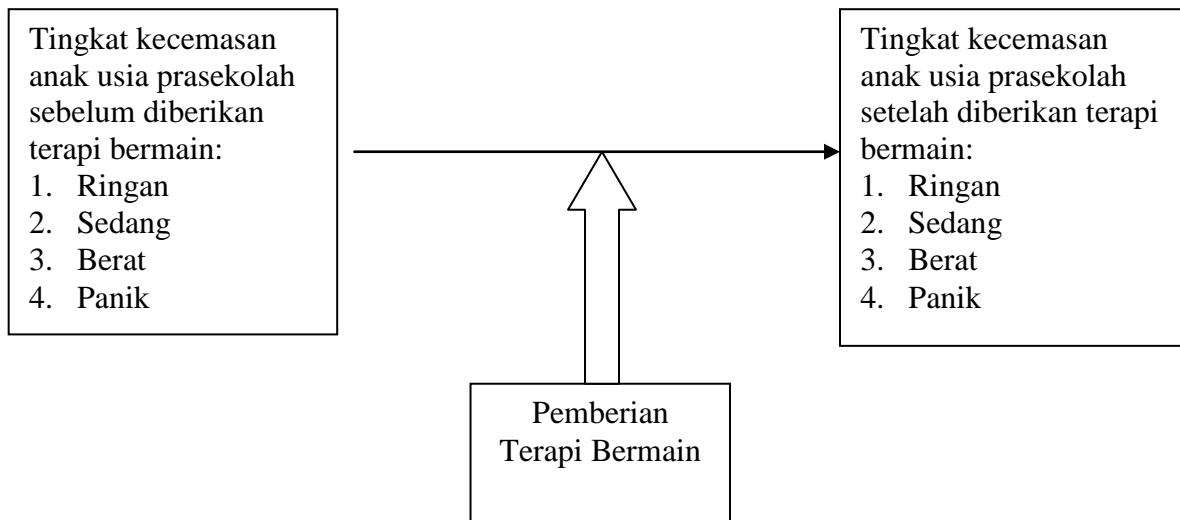 Tingkat kecemasan
anak usia prasekolah
sebelum diberikan
terapi bermain:
1. Ringan
2. Sedang
3. Berat
4. Panik
Tingkat kecemasan
anak usia prasekolah
setelah diberikan terapi
bermain:
1. Ringan
2. Sedang
3. Berat
4. Panik
Pemberian
Terapi Bermain